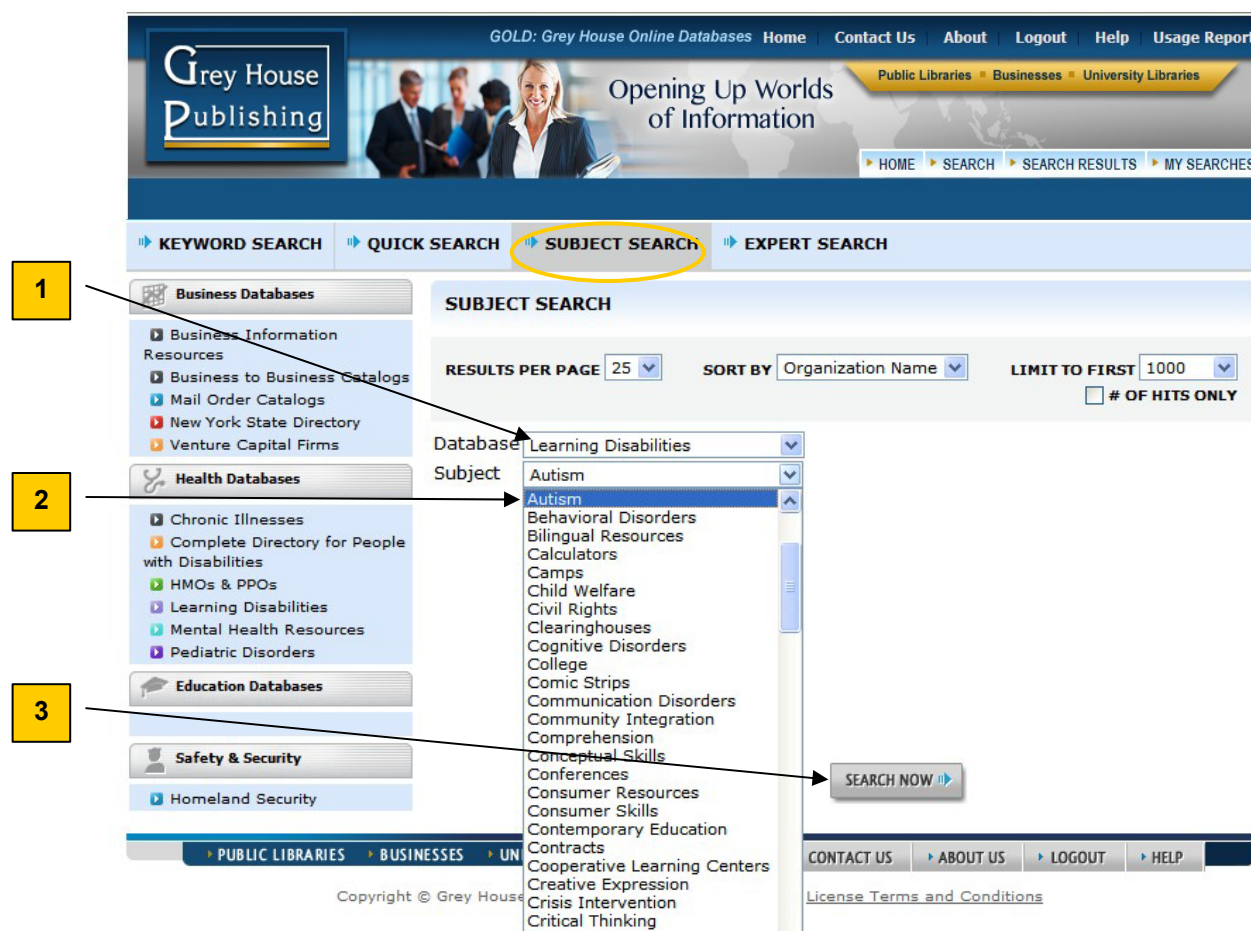 GOLD: Grey House Online Databases Home Contact Us About Logout Help Usage Report
Grey House
Publishing
Opening Up Worlds
of Information
Public Libraries Businesses University Libraries
HOME SEARCH SEARCH RESULTS MY SEARCHES
KEYWORD SEARCH QUICK SEARCH SUBJECT SEARCH EXPERT SEARCH
1
Business Databases
Business Information
Resources
Business to Business Catalogs
Mail Order Catalogs
New York State Directory
Venture Capital Firms
2
Health Databases
Chronic Illnesses
Complete Directory for People
with Disabilities
HMOs & PPOs
Learning Disabilities
Mental Health Resources
Pediatric Disorders
3
Education Databases
Safety & Security
Homeland Security
SUBJECT SEARCH
RESULTS PER PAGE 25 SORT BY Organization Name LIMIT TO FIRST 1000
# OF HITS ONLY
Database Learning Disabilities
Subject Autism
Autism
Behavioral Disorders
Bilingual Resources
Calculators
Camps
Child Welfare
Civil Rights
Clearinghouses
Cognitive Disorders
College
Comic Strips
Communication Disorders
Community Integration
Comprehension
Conceptual Skills
Conferences
Consumer Resources
Consumer Skills
Contemporary Education
Contracts
Cooperative Learning Centers
Creative Expression
Crisis Intervention
Critical Thinking
SEARCH NOW
PUBLIC LIBRARIES BUSINESSES UN CONTACT US ABOUT US LOGOUT HELP
Copyright © Grey House License Terms and Conditions